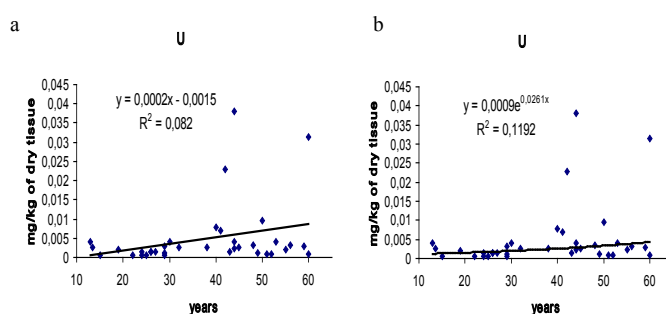 a
U
mg/kg of dry tissue
0,045
0,04
0,035
0,03
0,025
0,02
0,015
0,01
0,005
0
y = 0,0002x - 0,0015
R² = 0,082
10 20 30 40 50 60
years
b
U
mg/kg of dry tissue
0,045
0,04
0,035
0,03
0,025
0,02
0,015
0,01
0,005
0
y = 0,0009e^0,0261x
R² = 0,1192
10 20 30 40 50 60
years